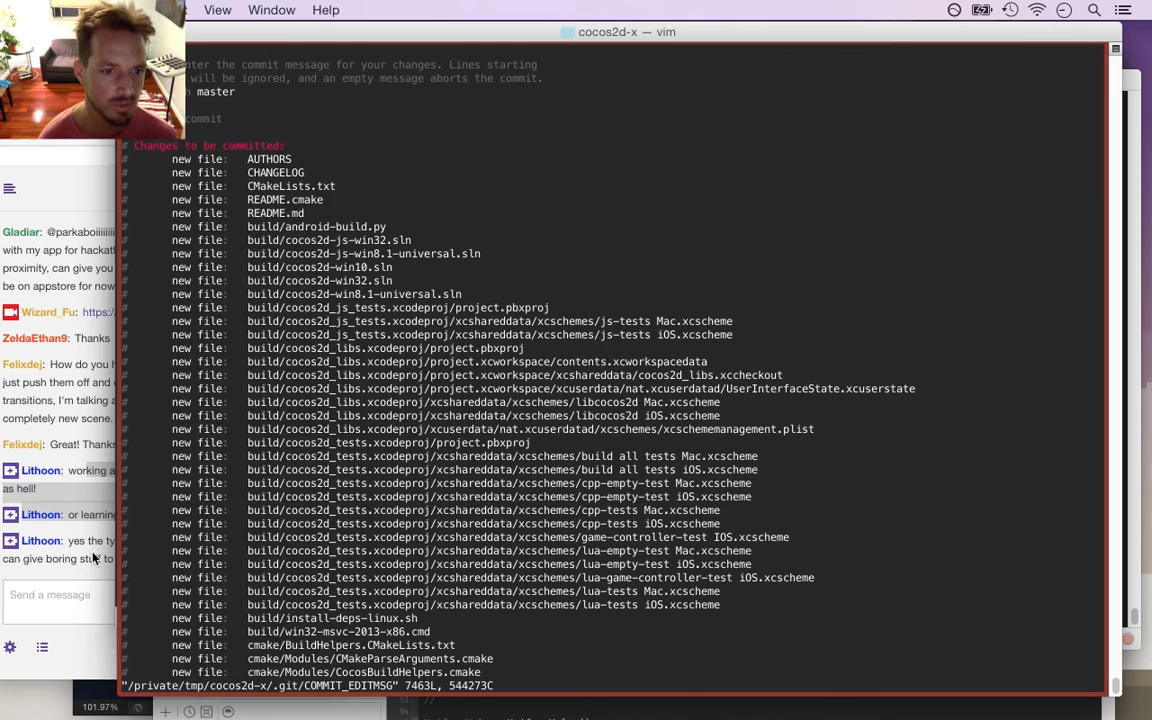 View Window Help
cocos2d-x — vim
enter the commit message for your changes. Lines starting
will be ignored, and an empty message aborts the commit.
master
commit
# Changes to be committed:
# new file: AUTHORS
# new file: CHANGELOG
# new file: CMakeLists.txt
# new file: README.cmake
# new file: README.md
# new file: build/android-build.py
# new file: build/cocos2d-js-win32.sln
# new file: build/cocos2d-js-win8.1-universal.sln
# new file: build/cocos2d-win10.sln
# new file: build/cocos2d-win32.sln
# new file: build/cocos2d-win8.1-universal.sln
# new file: build/cocos2d_js_tests.xcodeproj/project.pbxproj
# new file: build/cocos2d_js_tests.xcodeproj/xcshareddata/xcschemes/js-tests Mac.xcscheme
# new file: build/cocos2d_js_tests.xcodeproj/xcshareddata/xcschemes/js-tests iOS.xcscheme
# new file: build/cocos2d_libs.xcodeproj/project.pbxproj
# new file: build/cocos2d_libs.xcodeproj/project.xcworkspace/contents.xcworkspacedata
# new file: build/cocos2d_libs.xcodeproj/project.xcworkspace/xcshareddata/cocos2d_libs.xccheckout
# new file: build/cocos2d_libs.xcodeproj/project.xcworkspace/xcuserdata/nat.xcuserdatad/UserInterfaceState.xcuserstate
# new file: build/cocos2d_libs.xcodeproj/xcshareddata/xcschemes/libcocos2d Mac.xcscheme
# new file: build/cocos2d_libs.xcodeproj/xcshareddata/xcschemes/libcocos2d iOS.xcscheme
# new file: build/cocos2d_libs.xcodeproj/xcuserdata/nat.xcuserdatad/xcschemes/xcschememanagement.plist
# new file: build/cocos2d_tests.xcodeproj/project.pbxproj
# new file: build/cocos2d_tests.xcodeproj/xcshareddata/xcschemes/build all tests Mac.xcscheme
# new file: build/cocos2d_tests.xcodeproj/xcshareddata/xcschemes/build all tests iOS.xcscheme
# new file: build/cocos2d_tests.xcodeproj/xcshareddata/xcschemes/cpp-empty-test Mac.xcscheme
# new file: build/cocos2d_tests.xcodeproj/xcshareddata/xcschemes/cpp-empty-test iOS.xcscheme
# new file: build/cocos2d_tests.xcodeproj/xcshareddata/xcschemes/cpp-tests Mac.xcscheme
# new file: build/cocos2d_tests.xcodeproj/xcshareddata/xcschemes/cpp-tests iOS.xcscheme
# new file: build/cocos2d_tests.xcodeproj/xcshareddata/xcschemes/game-controller-test IOS.xcscheme
# new file: build/cocos2d_tests.xcodeproj/xcshareddata/xcschemes/lua-empty-test Mac.xcscheme
# new file: build/cocos2d_tests.xcodeproj/xcshareddata/xcschemes/lua-empty-test iOS.xcscheme
# new file: build/cocos2d_tests.xcodeproj/xcshareddata/xcschemes/lua-game-controller-test iOS.xcscheme
# new file: build/cocos2d_tests.xcodeproj/xcshareddata/xcschemes/lua-tests Mac.xcscheme
# new file: build/cocos2d_tests.xcodeproj/xcshareddata/xcschemes/lua-tests iOS.xcscheme
# new file: build/install-deps-linux.sh
# new file: build/win32-msvc-2013-x86.cmd
# new file: cmake/BuildHelpers.CMakeLists.txt
# new file: cmake/Modules/CMakeParseArguments.cmake
# new file: cmake/Modules/CocosBuildHelpers.cmake
"/private/tmp/cocos2d-x/.git/COMMIT_EDITMSG" 7463L, 544273C
Gladiar: @parkaboiiiiiii
with my app for hackath
proximity, can give you
be on appstore for now
Wizard_Fu: https:/
ZeldaEthan9: Thanks
Felixdej: How do you h
just push them off and
transitions, I'm talking a
completely new scene.
Felixdej: Great! Thanks
Lithoon: working a
as hell!
Lithoon: or learning
Lithoon: yes the ty
can give boring stuff to
Send a message
101.97%
53
54 //